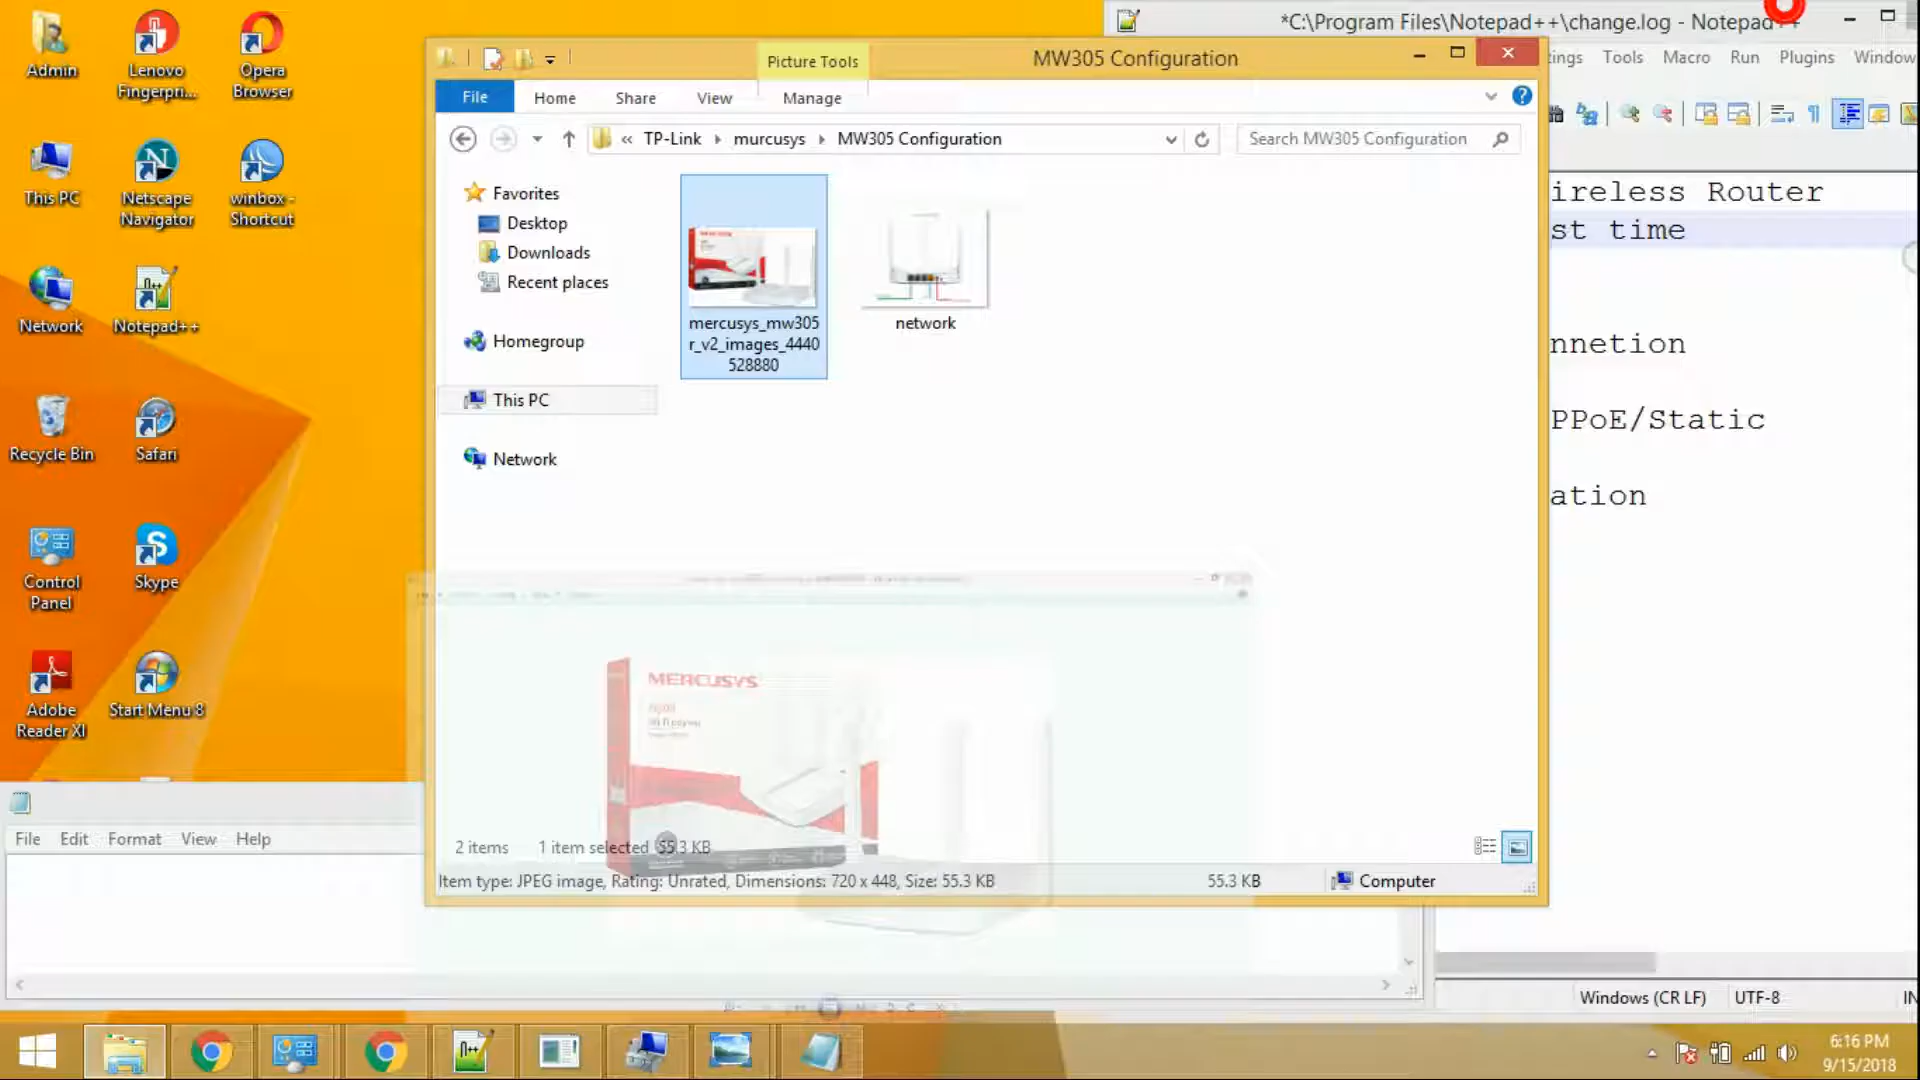 Admin
Lenovo
Fingerpri...
Opera
Browser
This PC
Netscape
Navigator
winbox -
Shortcut
Network
Notepad++
Recycle Bin
Safari
Control
Panel
Skype
Adobe
Reader XI
Start Menu 8
*C:\Program Files\Notepad++\change.log - Notepad++
ings Tools Macro Run Plugins Window
ireless Router
st time
nnetion
PPoE/Static
ation
Windows (CR LF) UTF-8 IN
Picture Tools
MW305 Configuration
File Home Share View Manage
« TP-Link murcusys MW305 Configuration
Search MW305 Configuration
Favorites
Desktop
Downloads
Recent places
Homegroup
This PC
Network
mercusys_mw305
r_v2_images_4440
528880
network
MERCUSYS
2 items 1 item selected 55.3 KB
Item type: JPEG image, Rating: Unrated, Dimensions: 720 x 448, Size: 55.3 KB
55.3 KB
Computer
File Edit Format View Help
6:16 PM
9/15/2018